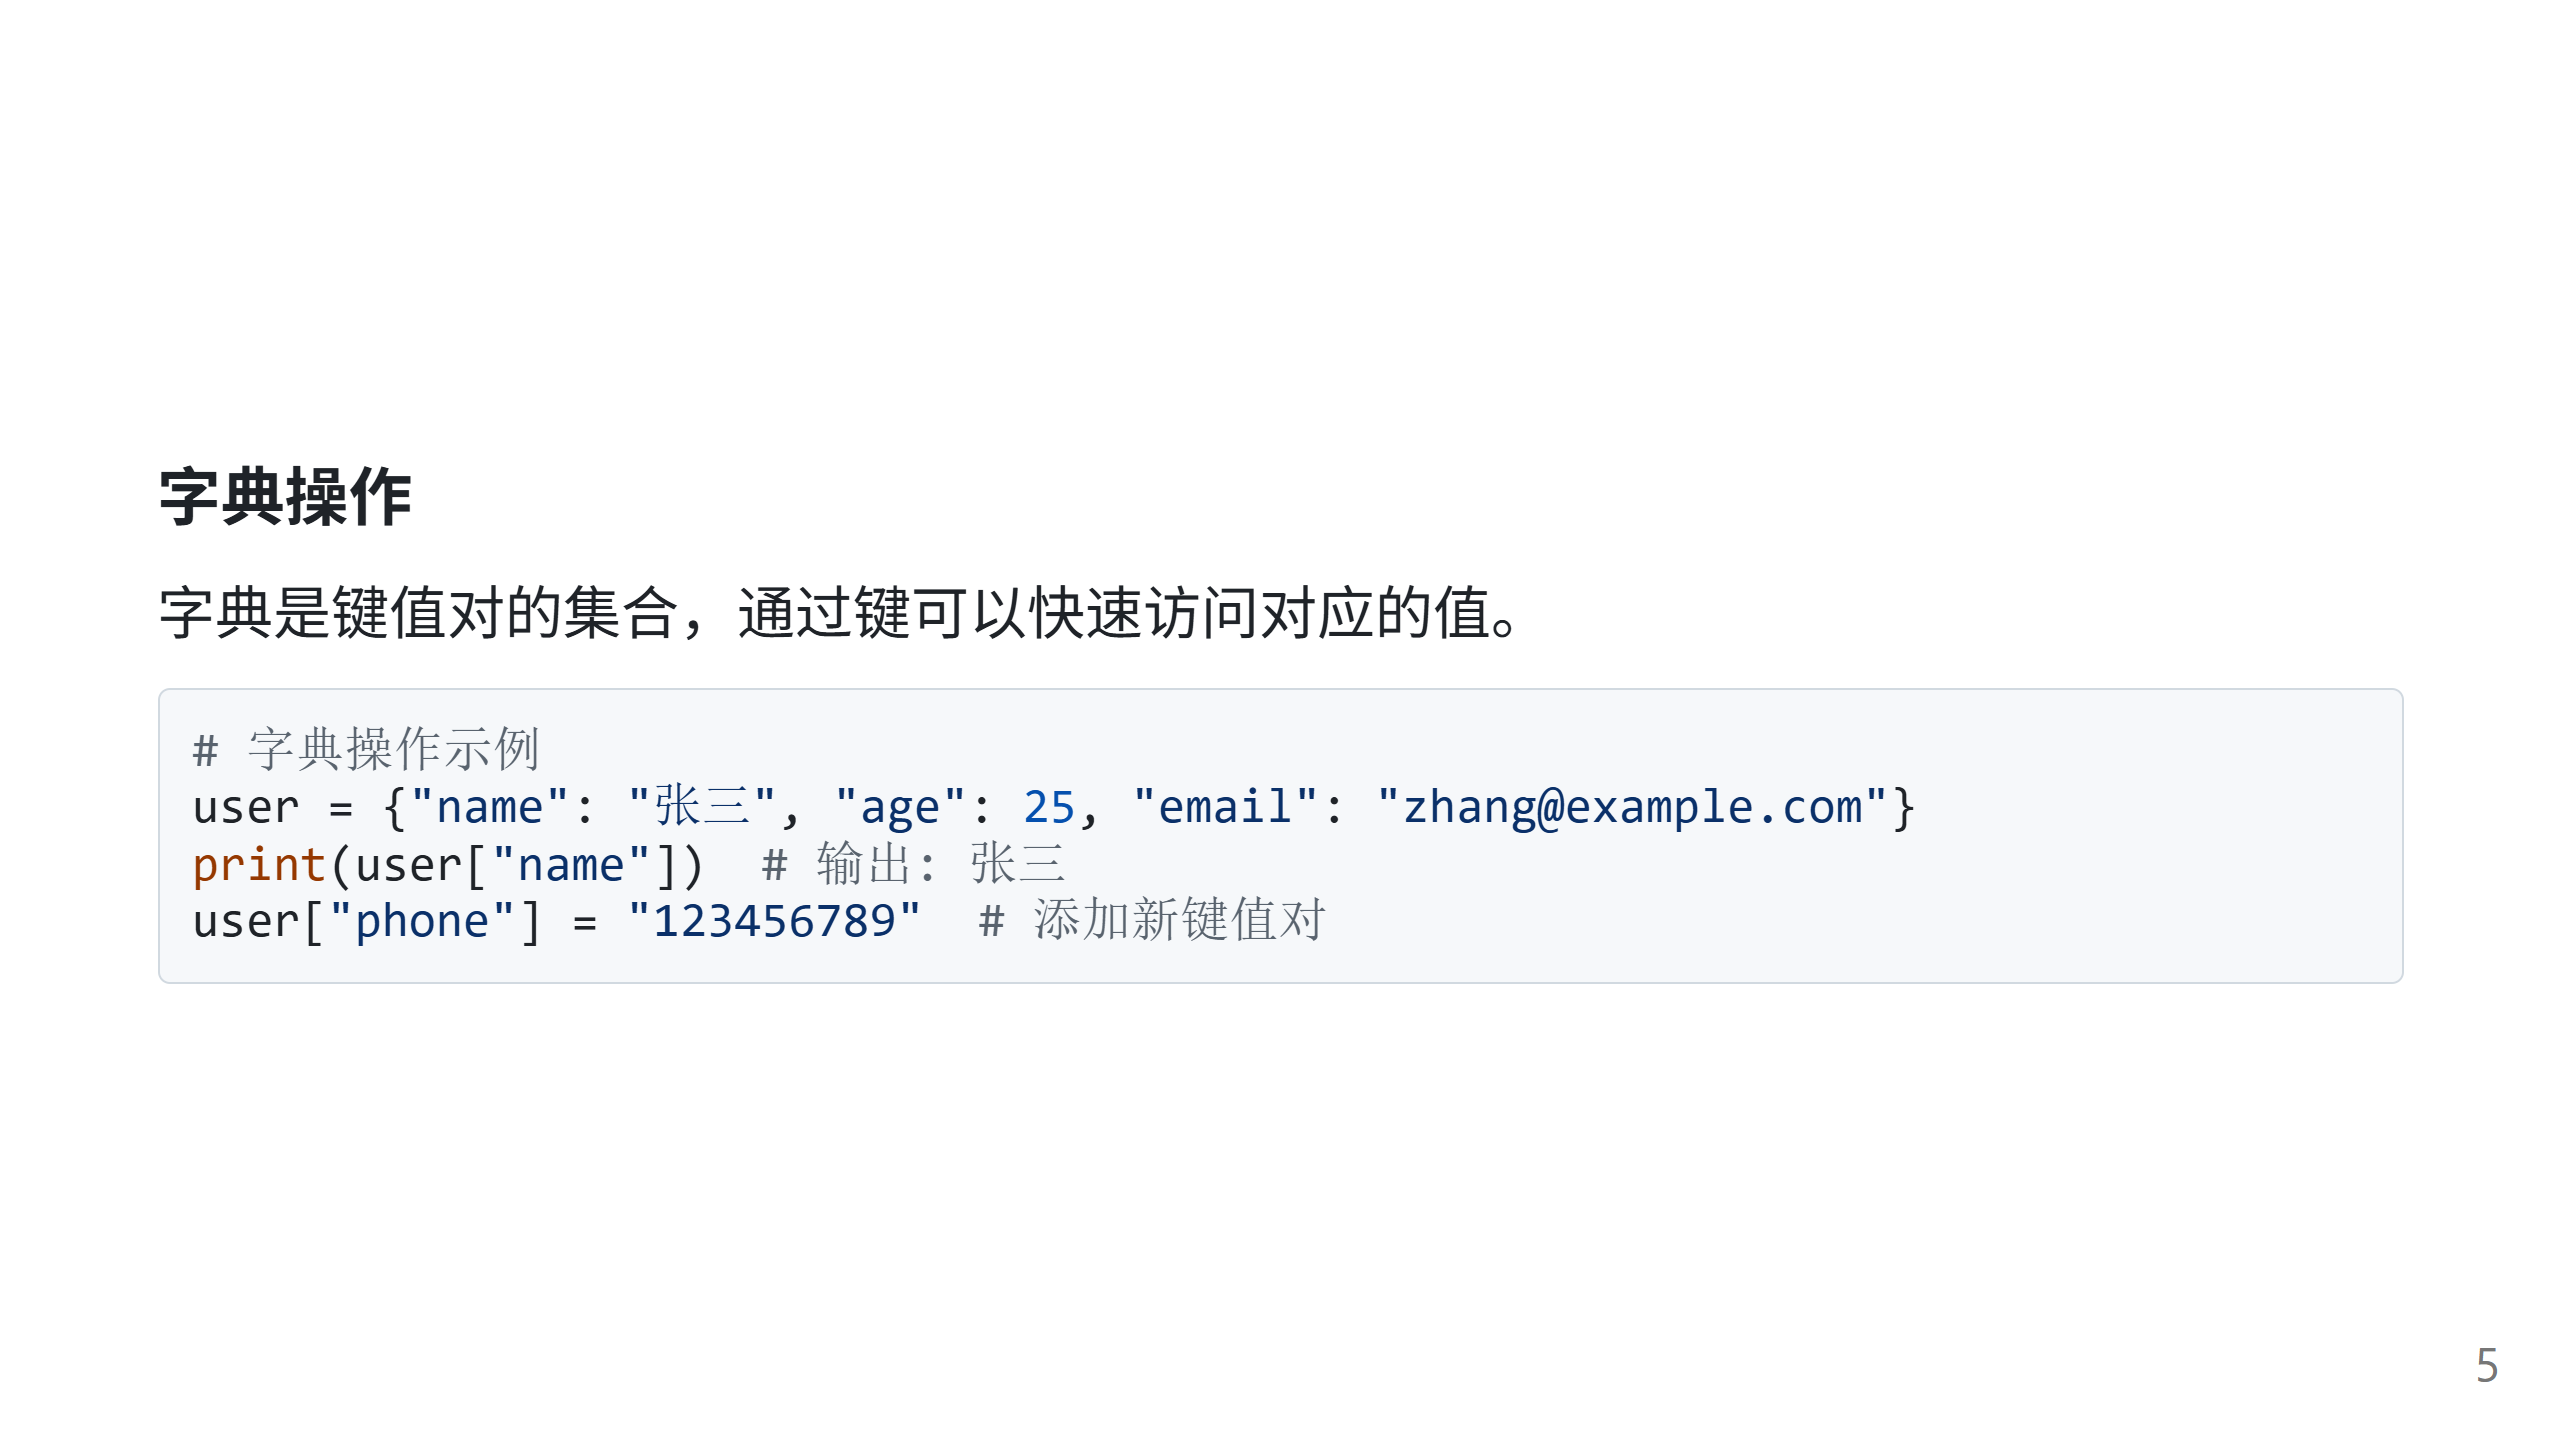 字典操作
字典是键值对的集合，通过键可以快速访问对应的值。
# 字典操作示例
user = {"name": "张三", "age": 25, "email": "zhang@example.com"}
print(user["name"])  # 输出：张三
user["phone"] = "123456789"  # 添加新键值对
5